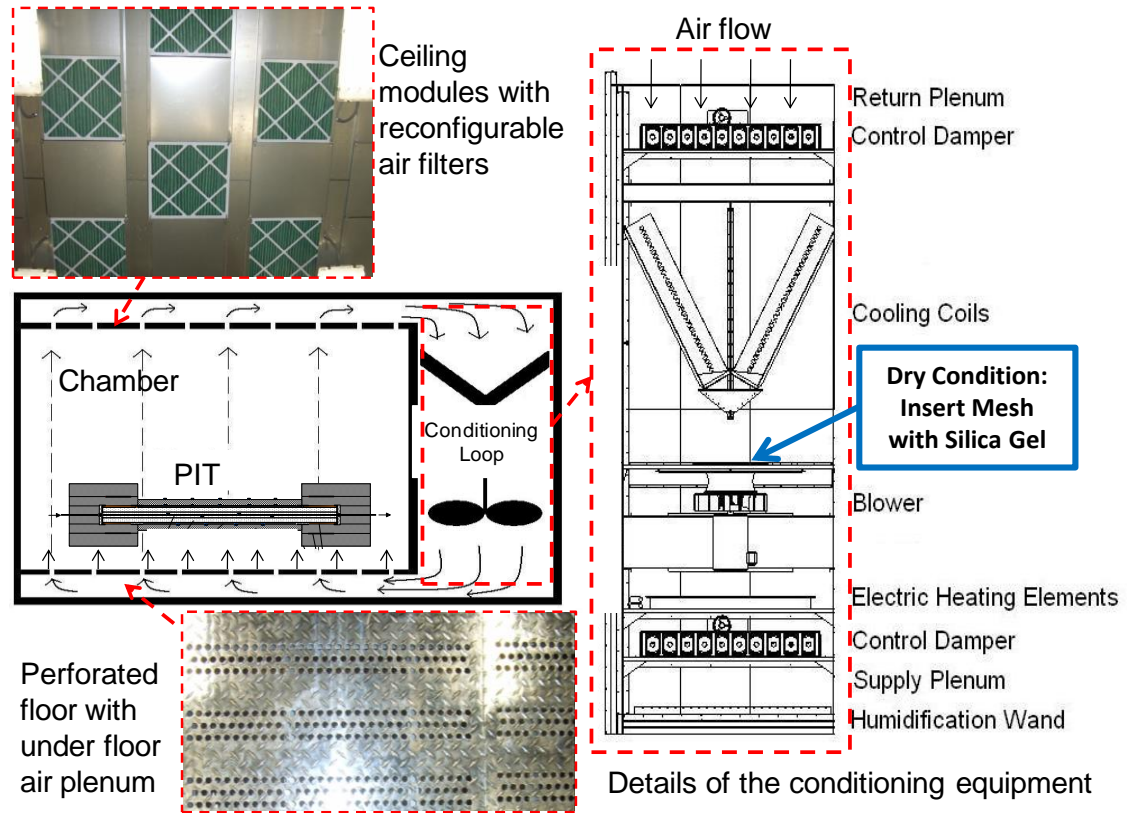 Ceiling
modules with
reconfigurable
air filters
Air flow
Return Plenum
Control Damper
Cooling Coils
Dry Condition:
Insert Mesh
with Silica Gel
Blower
Electric Heating Elements
Control Damper
Supply Plenum
Humidification Wand
Chamber
PIT
Conditioning
Loop
Perforated
floor with
under floor
air plenum
Details of the conditioning equipment